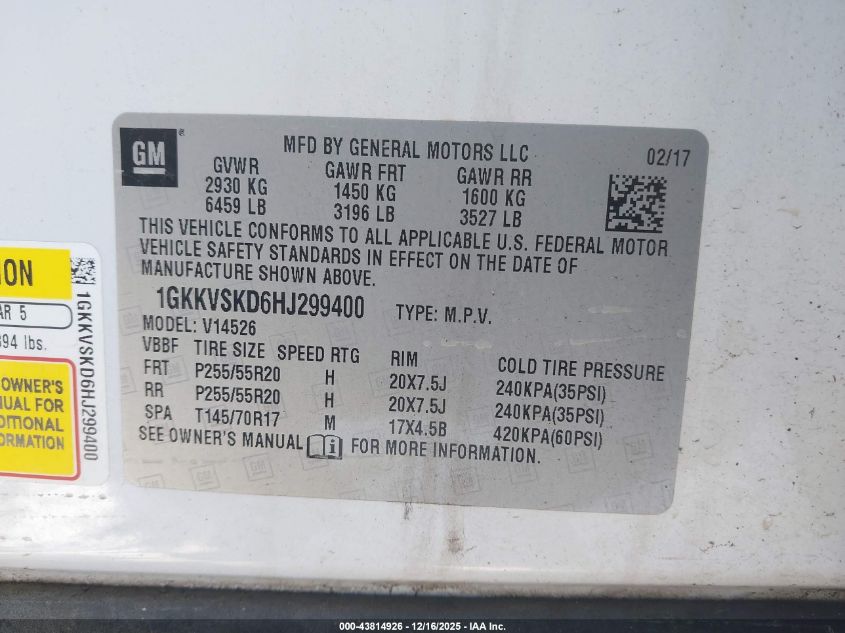 GM ®
MFD BY GENERAL MOTORS LLC
02/17
GVWR GAWR FRT GAWR RR
2930 KG 1450 KG 1600 KG
6459 LB 3196 LB 3527 LB
THIS VEHICLE CONFORMS TO ALL APPLICABLE U.S. FEDERAL MOTOR
VEHICLE SAFETY STANDARDS IN EFFECT ON THE DATE OF
MANUFACTURE SHOWN ABOVE.
1GKKVSKD6HJ299400 TYPE: M.P.V.
MODEL: V14526
VBBF TIRE SIZE SPEED RTG RIM COLD TIRE PRESSURE
FRT P255/55R20 H 20X7.5J 240KPA(35PSI)
RR P255/55R20 H 20X7.5J 240KPA(35PSI)
SPA T145/70R17 M 17X4.5B 420KPA(60PSI)
SEE OWNER'S MANUAL i FOR MORE INFORMATION.
ION
AR 5
394 lbs.
OWNER'S
NUAL FOR
DITIONAL
ORMATION
1GKKVSKD6HJ299400
000-43814926 - 12/16/2025 - IAA Inc.